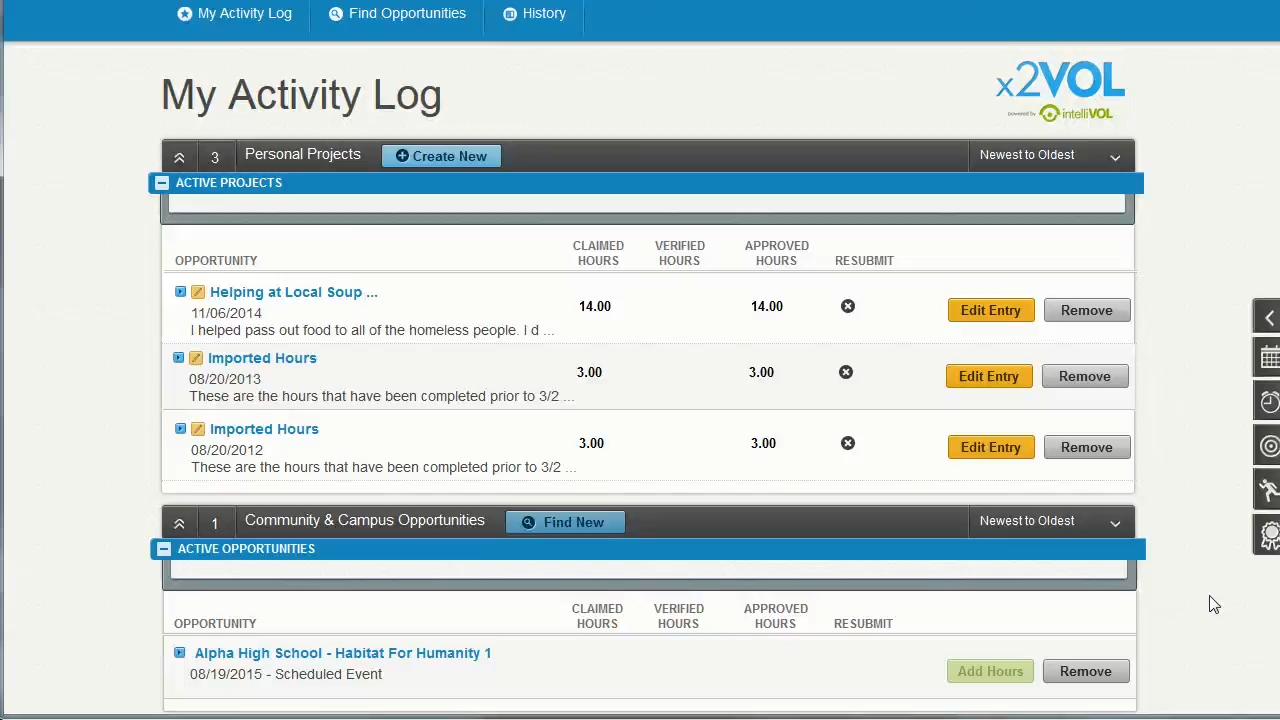 My Activity Log Find Opportunities History
My Activity Log
x2VOL
powered by intelliVOL
3 Personal Projects Create New Newest to Oldest
ACTIVE PROJECTS
OPPORTUNITY CLAIMED HOURS VERIFIED HOURS APPROVED HOURS RESUBMIT
Helping at Local Soup ...
11/06/2014 14.00 14.00 Edit Entry Remove
I helped pass out food to all of the homeless people. I d ...
Imported Hours
08/20/2013 3.00 3.00 Edit Entry Remove
These are the hours that have been completed prior to 3/2 ...
Imported Hours
08/20/2012 3.00 3.00 Edit Entry Remove
These are the hours that have been completed prior to 3/2 ...
1 Community & Campus Opportunities Find New Newest to Oldest
ACTIVE OPPORTUNITIES
OPPORTUNITY CLAIMED HOURS VERIFIED HOURS APPROVED HOURS RESUBMIT
Alpha High School - Habitat For Humanity 1
08/19/2015 - Scheduled Event Add Hours Remove